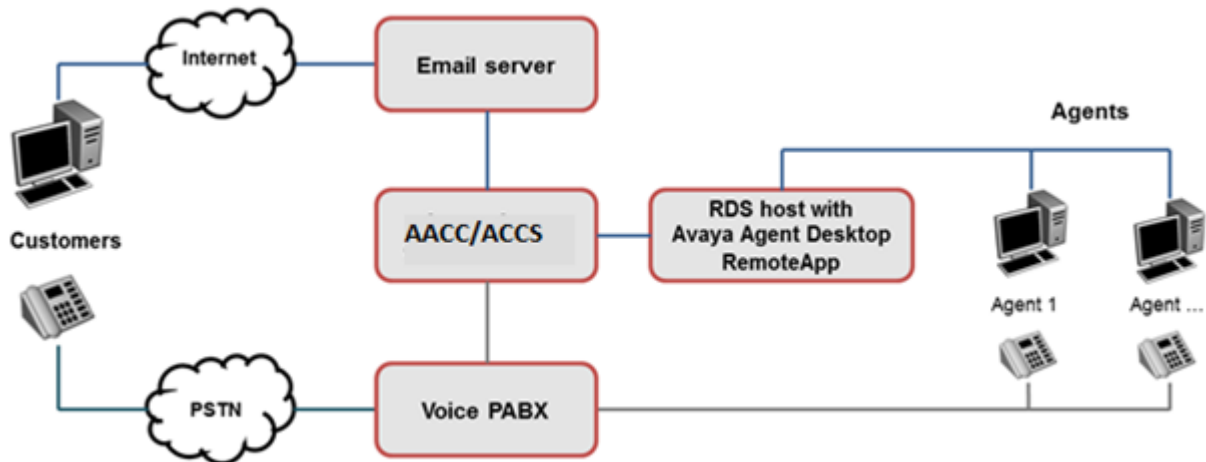 Internet
Email server
Agents
RDS host with
Avaya Agent Desktop
RemoteApp
AACC/ACCS
Customers
Agent 1
Agent ...
PSTN
Voice PABX